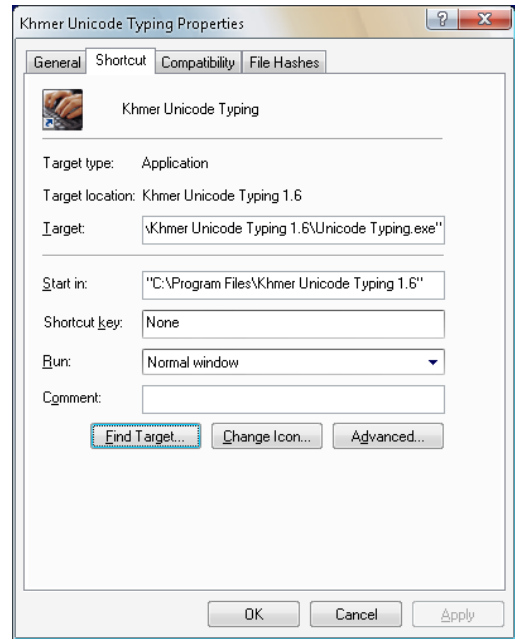 Khmer Unicode Typing Properties
General Shortcut Compatibility File Hashes
Khmer Unicode Typing
Target type: Application
Target location: Khmer Unicode Typing 1.6
Target: \Khmer Unicode Typing 1.6\Unicode Typing.exe"
Start in: "C:\Program Files\Khmer Unicode Typing 1.6"
Shortcut key: None
Run: Normal window
Comment:
Find Target... Change Icon... Advanced...
OK Cancel Apply